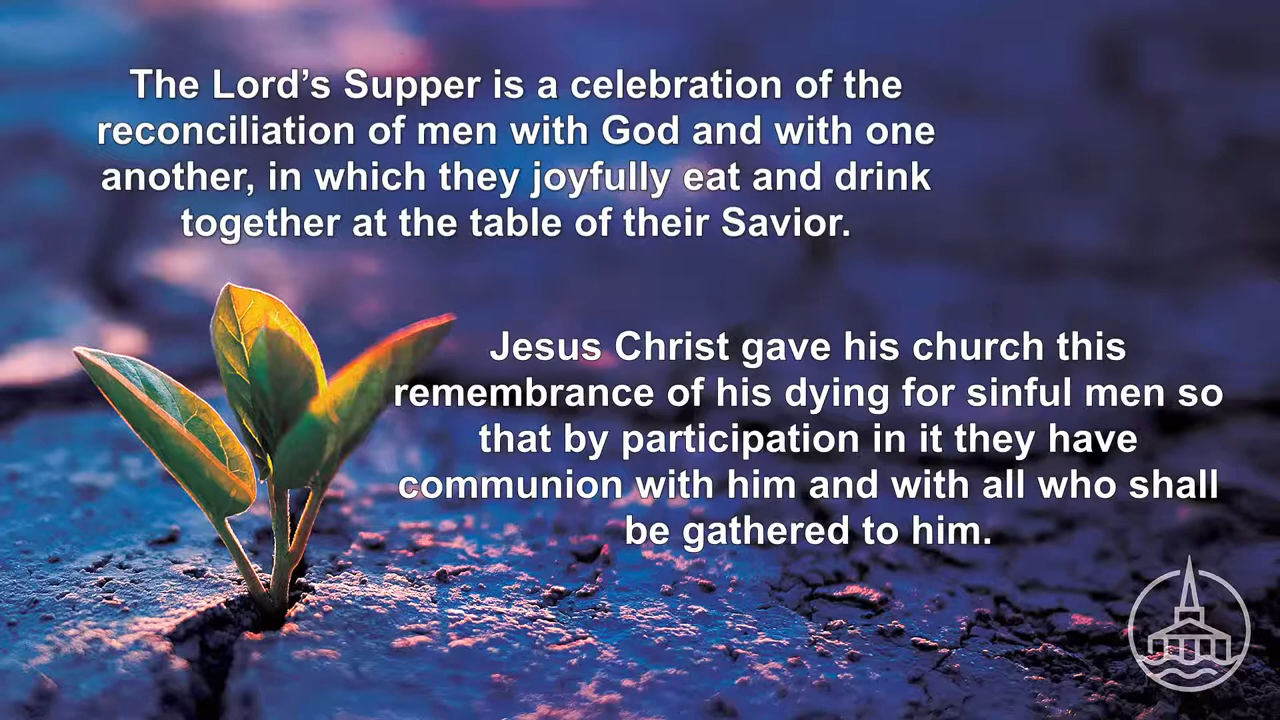 The Lord’s Supper is a celebration of the
reconciliation of men with God and with one
another, in which they joyfully eat and drink
together at the table of their Savior.
Jesus Christ gave his church this
remembrance of his dying for sinful men so
that by participation in it they have
communion with him and with all who shall
be gathered to him.